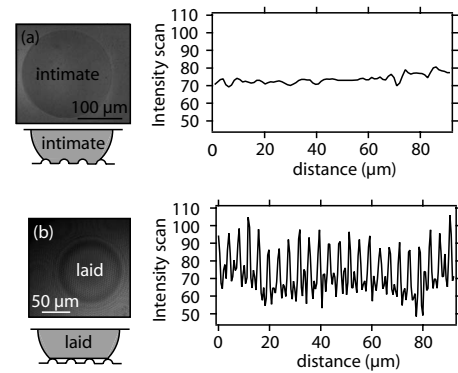 (a)
intimate
100 µm
intimate
Intensity scan
110
100
90
80
70
60
50
0 20 40 60 80
distance (µm)
(b)
laid
50 µm
laid
Intensity scan
110
100
90
80
70
60
50
0 20 40 60 80
distance (µm)